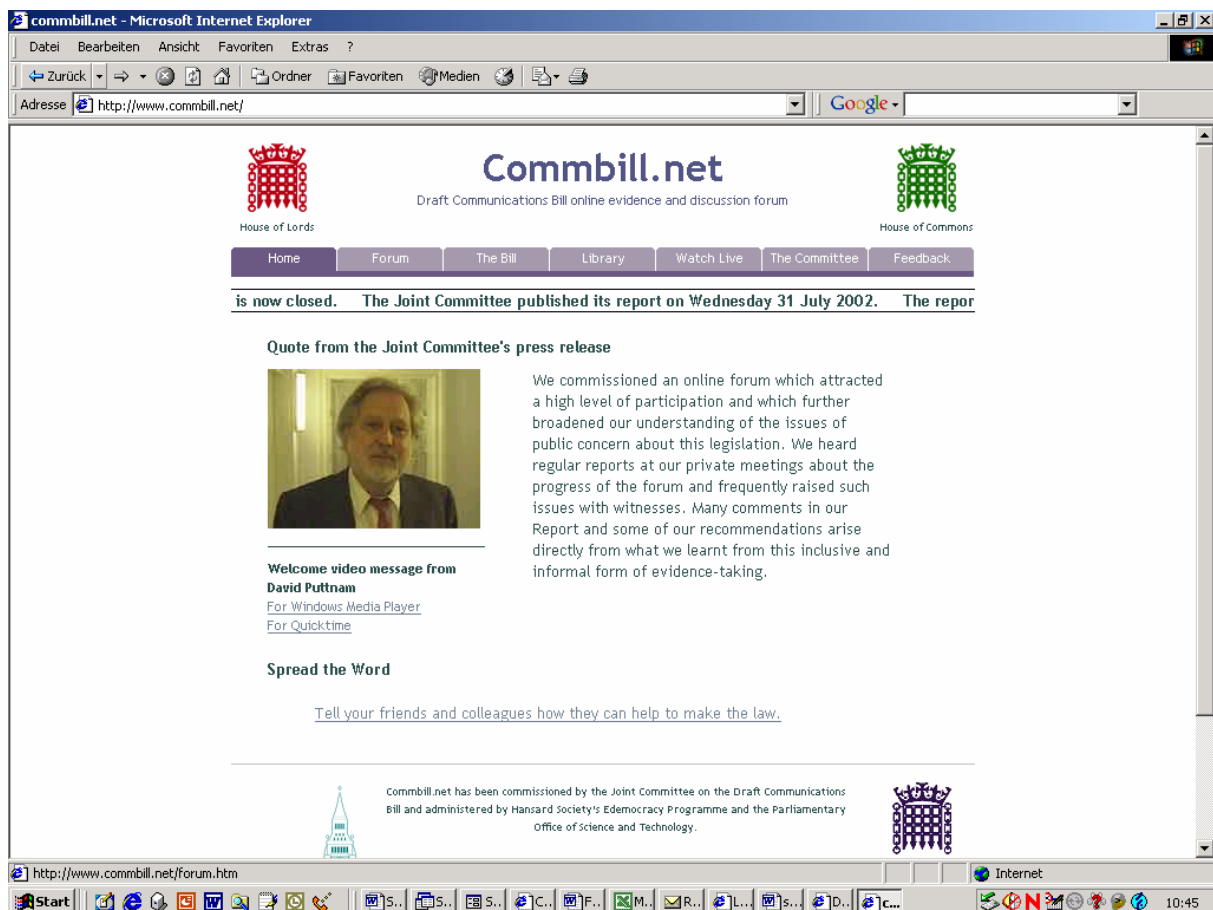 commbill.net - Microsoft Internet Explorer
Datei Bearbeiten Ansicht Favoriten Extras ?
Zurück Ordner Favoriten Medien
Adresse http://www.commbill.net/ Google
Commbill.net
Draft Communications Bill online evidence and discussion forum
House of Lords House of Commons
Home Forum The Bill Library Watch Live The Committee Feedback
is now closed. The Joint Committee published its report on Wednesday 31 July 2002. The repor
Quote from the Joint Committee's press release
We commissioned an online forum which attracted
a high level of participation and which further
broadened our understanding of the issues of
public concern about this legislation. We heard
regular reports at our private meetings about the
progress of the forum and frequently raised such
issues with witnesses. Many comments in our
Report and some of our recommendations arise
directly from what we learnt from this inclusive and
informal form of evidence-taking.
Welcome video message from
David Puttnam
For Windows Media Player
For Quicktime
Spread the Word
Tell your friends and colleagues how they can help to make the law.
Commbill.net has been commissioned by the Joint Committee on the Draft Communications
Bill and administered by Hansard Society's Edemocracy Programme and the Parliamentary
Office of Science and Technology.
http://www.commbill.net/forum.htm Internet
Start S.. S.. S.. C.. F.. M.. R.. L.. s.. D.. c... 10:45